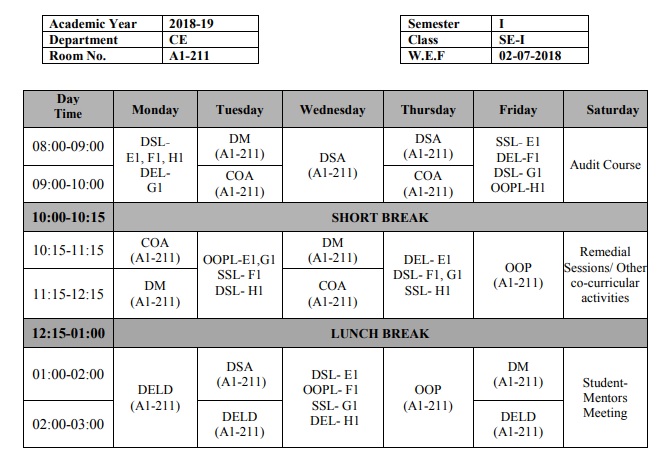 Academic Year 2018-19
Department CE
Room No. A1-211
Semester I
Class SE-I
W.E.F 02-07-2018
Day Time Monday Tuesday Wednesday Thursday Friday Saturday
08:00-09:00
09:00-10:00
DSL-
E1, F1, H1
DEL-
G1
DM
(A1-211)
COA
(A1-211)
DSA
(A1-211)
DSA
(A1-211)
COA
(A1-211)
SSL- E1
DEL-F1
DSL- G1
OOPL-H1
Audit Course
10:00-10:15 SHORT BREAK
10:15-11:15
11:15-12:15
COA
(A1-211)
DM
(A1-211)
OOPL-E1,G1
SSL- F1
DSL- H1
DM
(A1-211)
COA
(A1-211)
DEL- E1
DSL- F1, G1
SSL- H1
OOP
(A1-211)
Remedial
Sessions/ Other
co-curricular
activities
12:15-01:00 LUNCH BREAK
01:00-02:00
02:00-03:00
DELD
(A1-211)
DSA
(A1-211)
DELD
(A1-211)
DSL- E1
OOPL- F1
SSL- G1
DEL- H1
OOP
(A1-211)
DM
(A1-211)
DELD
(A1-211)
Student-
Mentors
Meeting